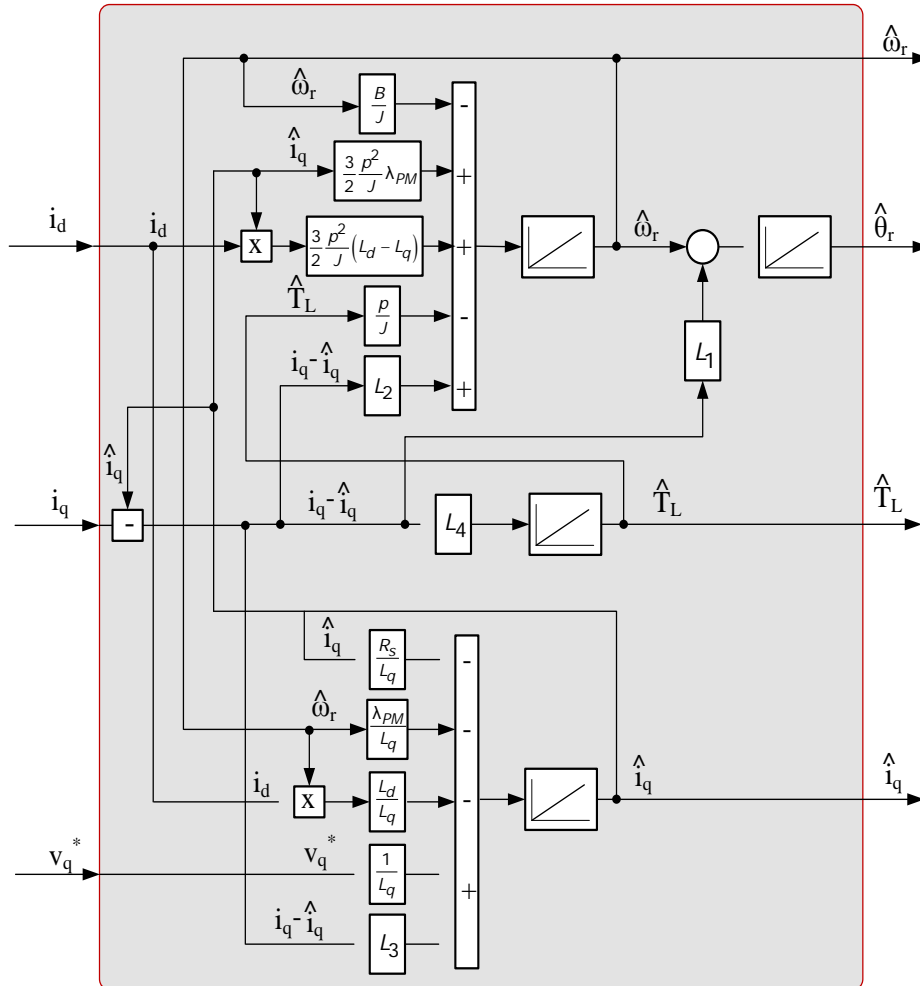 ω̂r
ω̂r
B/J
-
îq
3/2 p²/J λPM
+
id
id
x
3/2 p²/J (Ld – Lq)
+
ω̂r
θ̂r
T̂L
p/J
-
L1
iq-îq
L2
+
îq
iq
-
iq-îq
L4
T̂L
T̂L
îq
Rs/Lq
-
ω̂r
λPM/Lq
-
id
x
Ld/Lq
-
îq
îq
vq*
vq*
1/Lq
+
iq-îq
L3